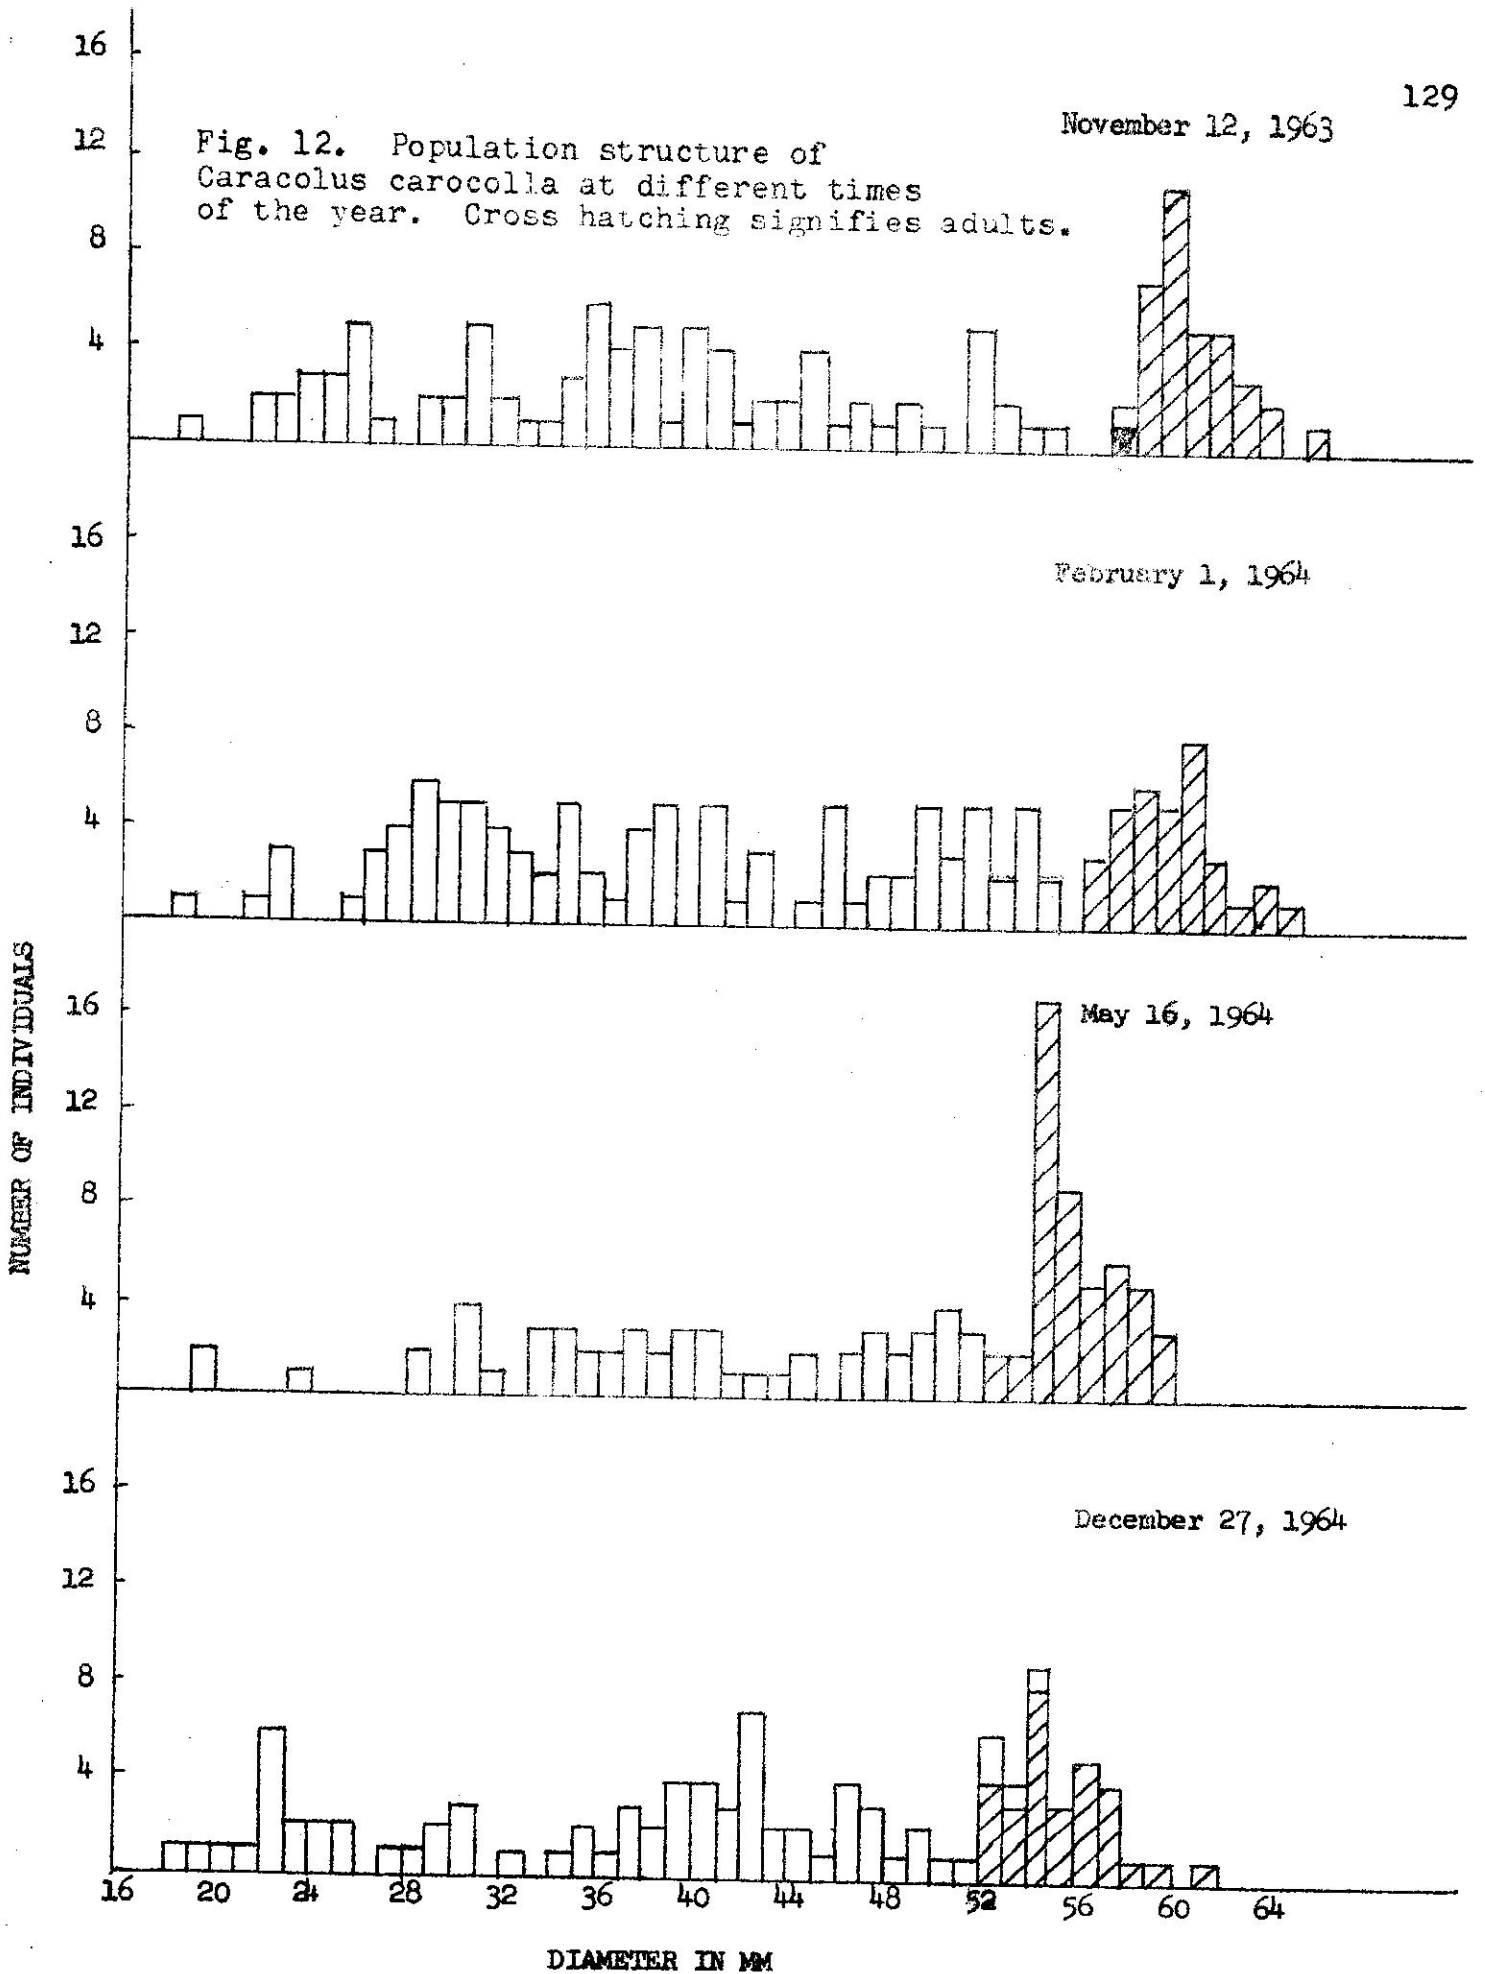 129
16
12
8
4
November 12, 1963
Fig. 12. Population structure of
Caracolus carocolla at different times
of the year. Cross hatching signifies adults.
16
12
8
4
February 1, 1964
NUMBER OF INDIVIDUALS
16
12
8
4
May 16, 1964
16
12
8
4
December 27, 1964
16 20 24 28 32 36 40 44 48 52 56 60 64
DIAMETER IN MM